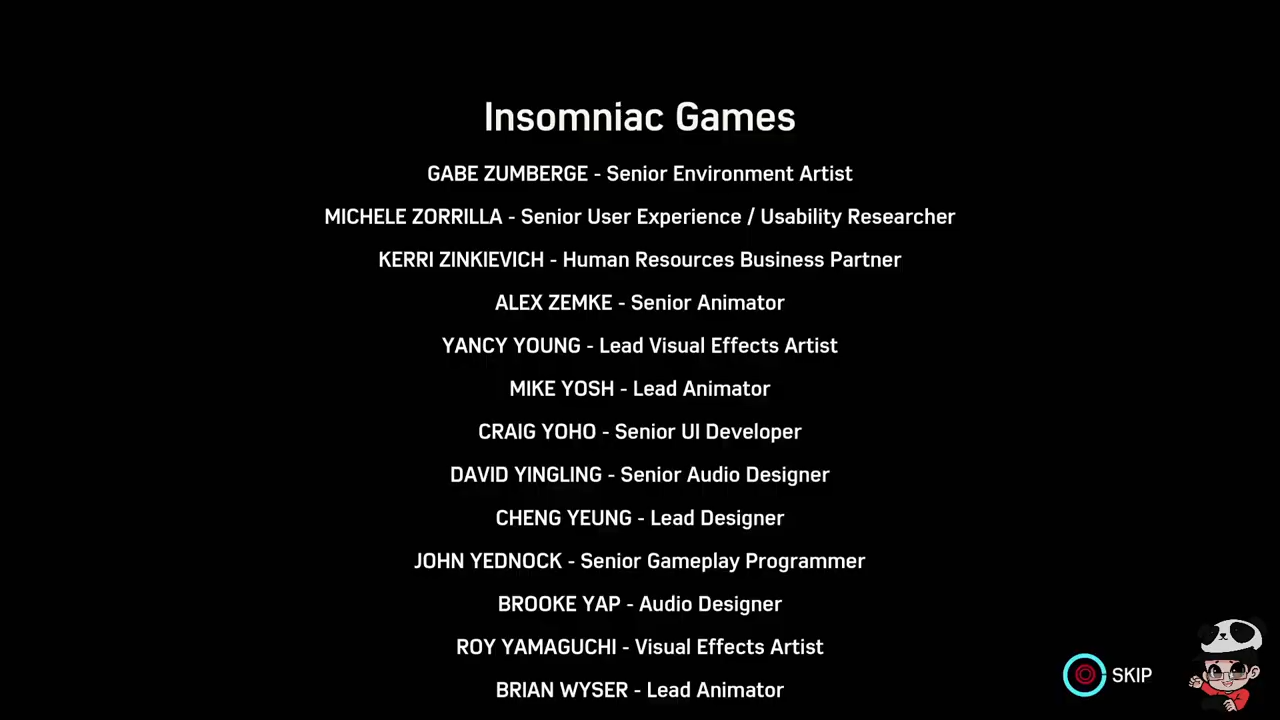 Insomniac Games
GABE ZUMBERGE - Senior Environment Artist
MICHELE ZORRILLA - Senior User Experience / Usability Researcher
KERRI ZINKIEVICH - Human Resources Business Partner
ALEX ZEMKE - Senior Animator
YANCY YOUNG - Lead Visual Effects Artist
MIKE YOSH - Lead Animator
CRAIG YOHO - Senior UI Developer
DAVID YINGLING - Senior Audio Designer
CHENG YEUNG - Lead Designer
JOHN YEDNOCK - Senior Gameplay Programmer
BROOKE YAP - Audio Designer
ROY YAMAGUCHI - Visual Effects Artist
SKIP
BRIAN WYSER - Lead Animator